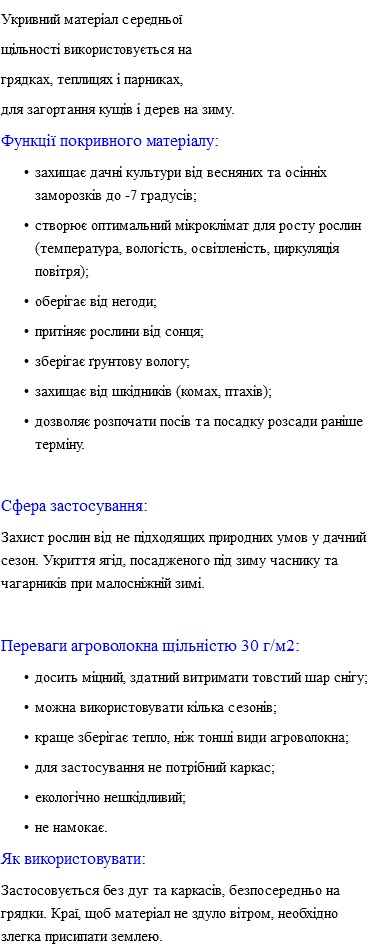 Укривний матеріал середньої
щільності використовується на
грядках, теплицях і парниках,
для загортання кущів і дерев на зиму.
Функції покривного матеріалу:
• захищає дачні культури від весняних та осінніх
заморозків до -7 градусів;
• створює оптимальний мікроклімат для росту рослин
(температура, вологість, освітленість, циркуляція
повітря);
• оберігає від негоди;
• притіняє рослини від сонця;
• зберігає ґрунтову вологу;
• захищає від шкідників (комах, птахів);
• дозволяє розпочати посів та посадку розсади раніше
терміну.
Сфера застосування:
Захист рослин від не підходящих природних умов у дачний
сезон. Укриття ягід, посадженого під зиму часнику та
чагарників при малосніжній зимі.
Переваги агроволокна щільністю 30 г/м2:
• досить міцний, здатний витримати товстий шар снігу;
• можна використовувати кілька сезонів;
• краще зберігає тепло, ніж тонші види агроволокна;
• для застосування не потрібний каркас;
• екологічно нешкідливий;
• не намокає.
Як використовувати:
Застосовується без дуг та каркасів, безпосередньо на
грядки. Краї, щоб матеріал не здуло вітром, необхідно
злегка присипати землею.